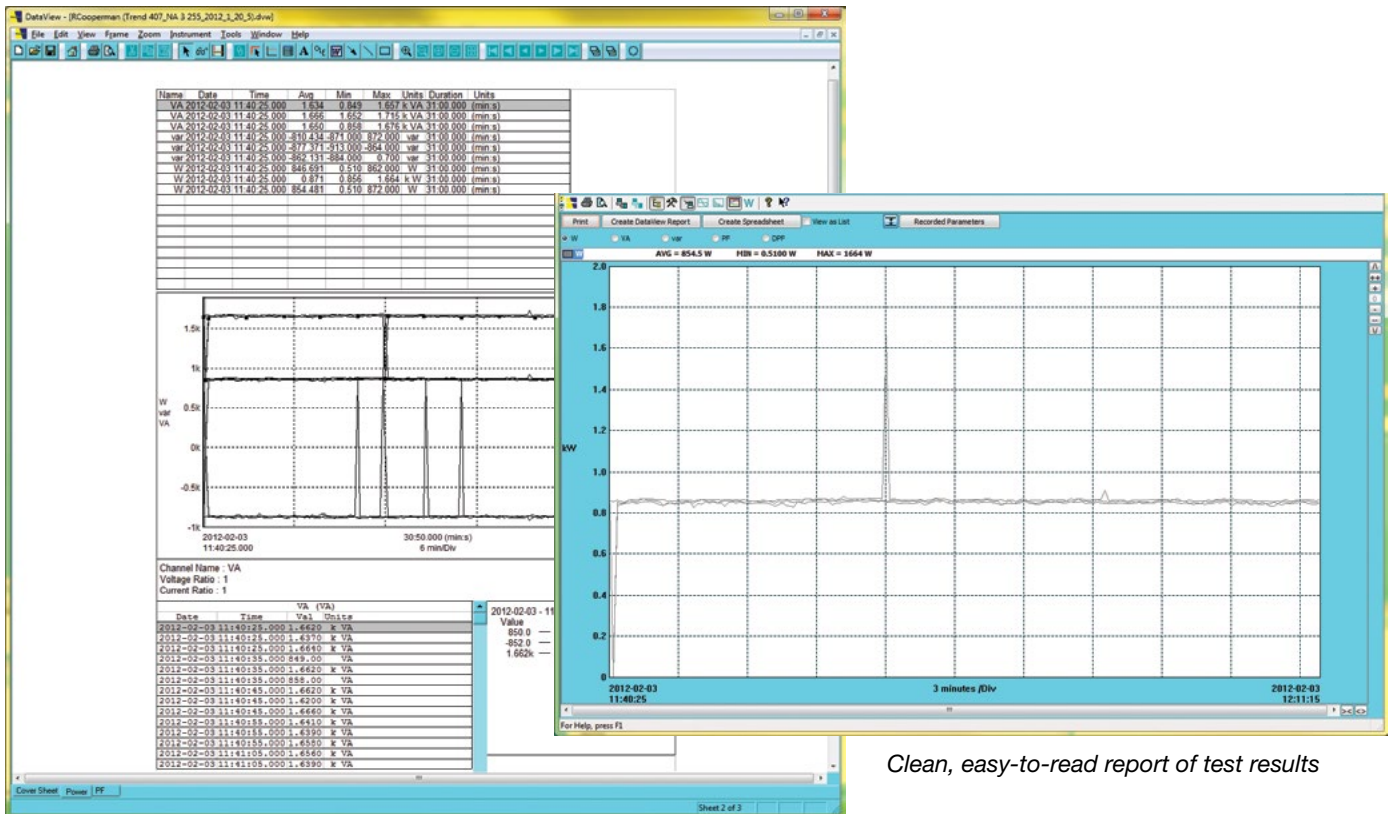 DataView - [RCooperman (Trend 407_NA 3 255_2012_1_20_5).dvw]
File Edit View Frame Zoom Instrument Tools Window Help
Name Date Time Avg Min Max Units Duration Units
VA 2012-02-03 11:40:25.000 1.634 0.849 1.657 k VA 31:00.000 (min:s)
VA 2012-02-03 11:40:25.000 1.666 1.652 1.715 k VA 31:00.000 (min:s)
VA 2012-02-03 11:40:25.000 1.650 0.858 1.676 k VA 31:00.000 (min:s)
var 2012-02-03 11:40:25.000 -810.434 -871.000 872.000 var 31:00.000 (min:s)
var 2012-02-03 11:40:25.000 -877.371 -913.000 -864.000 var 31:00.000 (min:s)
var 2012-02-03 11:40:25.000 -862.131 -884.000 0.700 var 31:00.000 (min:s)
W 2012-02-03 11:40:25.000 846.691 0.510 862.000 W 31:00.000 (min:s)
W 2012-02-03 11:40:25.000 0.871 0.856 1.664 k W 31:00.000 (min:s)
W 2012-02-03 11:40:25.000 854.481 0.510 872.000 W 31:00.000 (min:s)
1.5k
1k
W
var
VA
0.5k
0k
-0.5k
-1k
2012-02-03 30:50.000 (min:s)
11:40:25.000 6 min/Div
Channel Name : VA
Voltage Ratio : 1
Current Ratio : 1
VA (VA)
Date Time Val Units
2012-02-03 11:40:25.000 1.6620 k VA
2012-02-03 11:40:25.000 1.6370 k VA
2012-02-03 11:40:25.000 1.6640 k VA
2012-02-03 11:40:35.000 849.00 VA
2012-02-03 11:40:35.000 1.6620 k VA
2012-02-03 11:40:35.000 858.00 VA
2012-02-03 11:40:45.000 1.6620 k VA
2012-02-03 11:40:45.000 1.6200 k VA
2012-02-03 11:40:45.000 1.6660 k VA
2012-02-03 11:40:55.000 1.6410 k VA
2012-02-03 11:40:55.000 1.6390 k VA
2012-02-03 11:40:55.000 1.6580 k VA
2012-02-03 11:41:05.000 1.6560 k VA
2012-02-03 11:41:05.000 1.6390 k VA
2012-02-03 - 11
Value
850.0
-852.0
1.662k
Cover Sheet Power PF
Sheet 2 of 3
Print Create DataView Report Create Spreadsheet View as List Recorded Parameters
W VA var PF DPF
W AVG = 854.5 W MIN = 0.5100 W MAX = 1664 W
2.0
1.8
1.6
1.4
1.2
kW
1.0
0.8
0.6
0.4
0.2
0
2012-02-03 3 minutes /Div 2012-02-03
11:40:25 12:11:15
For Help, press F1
Clean, easy-to-read report of test results